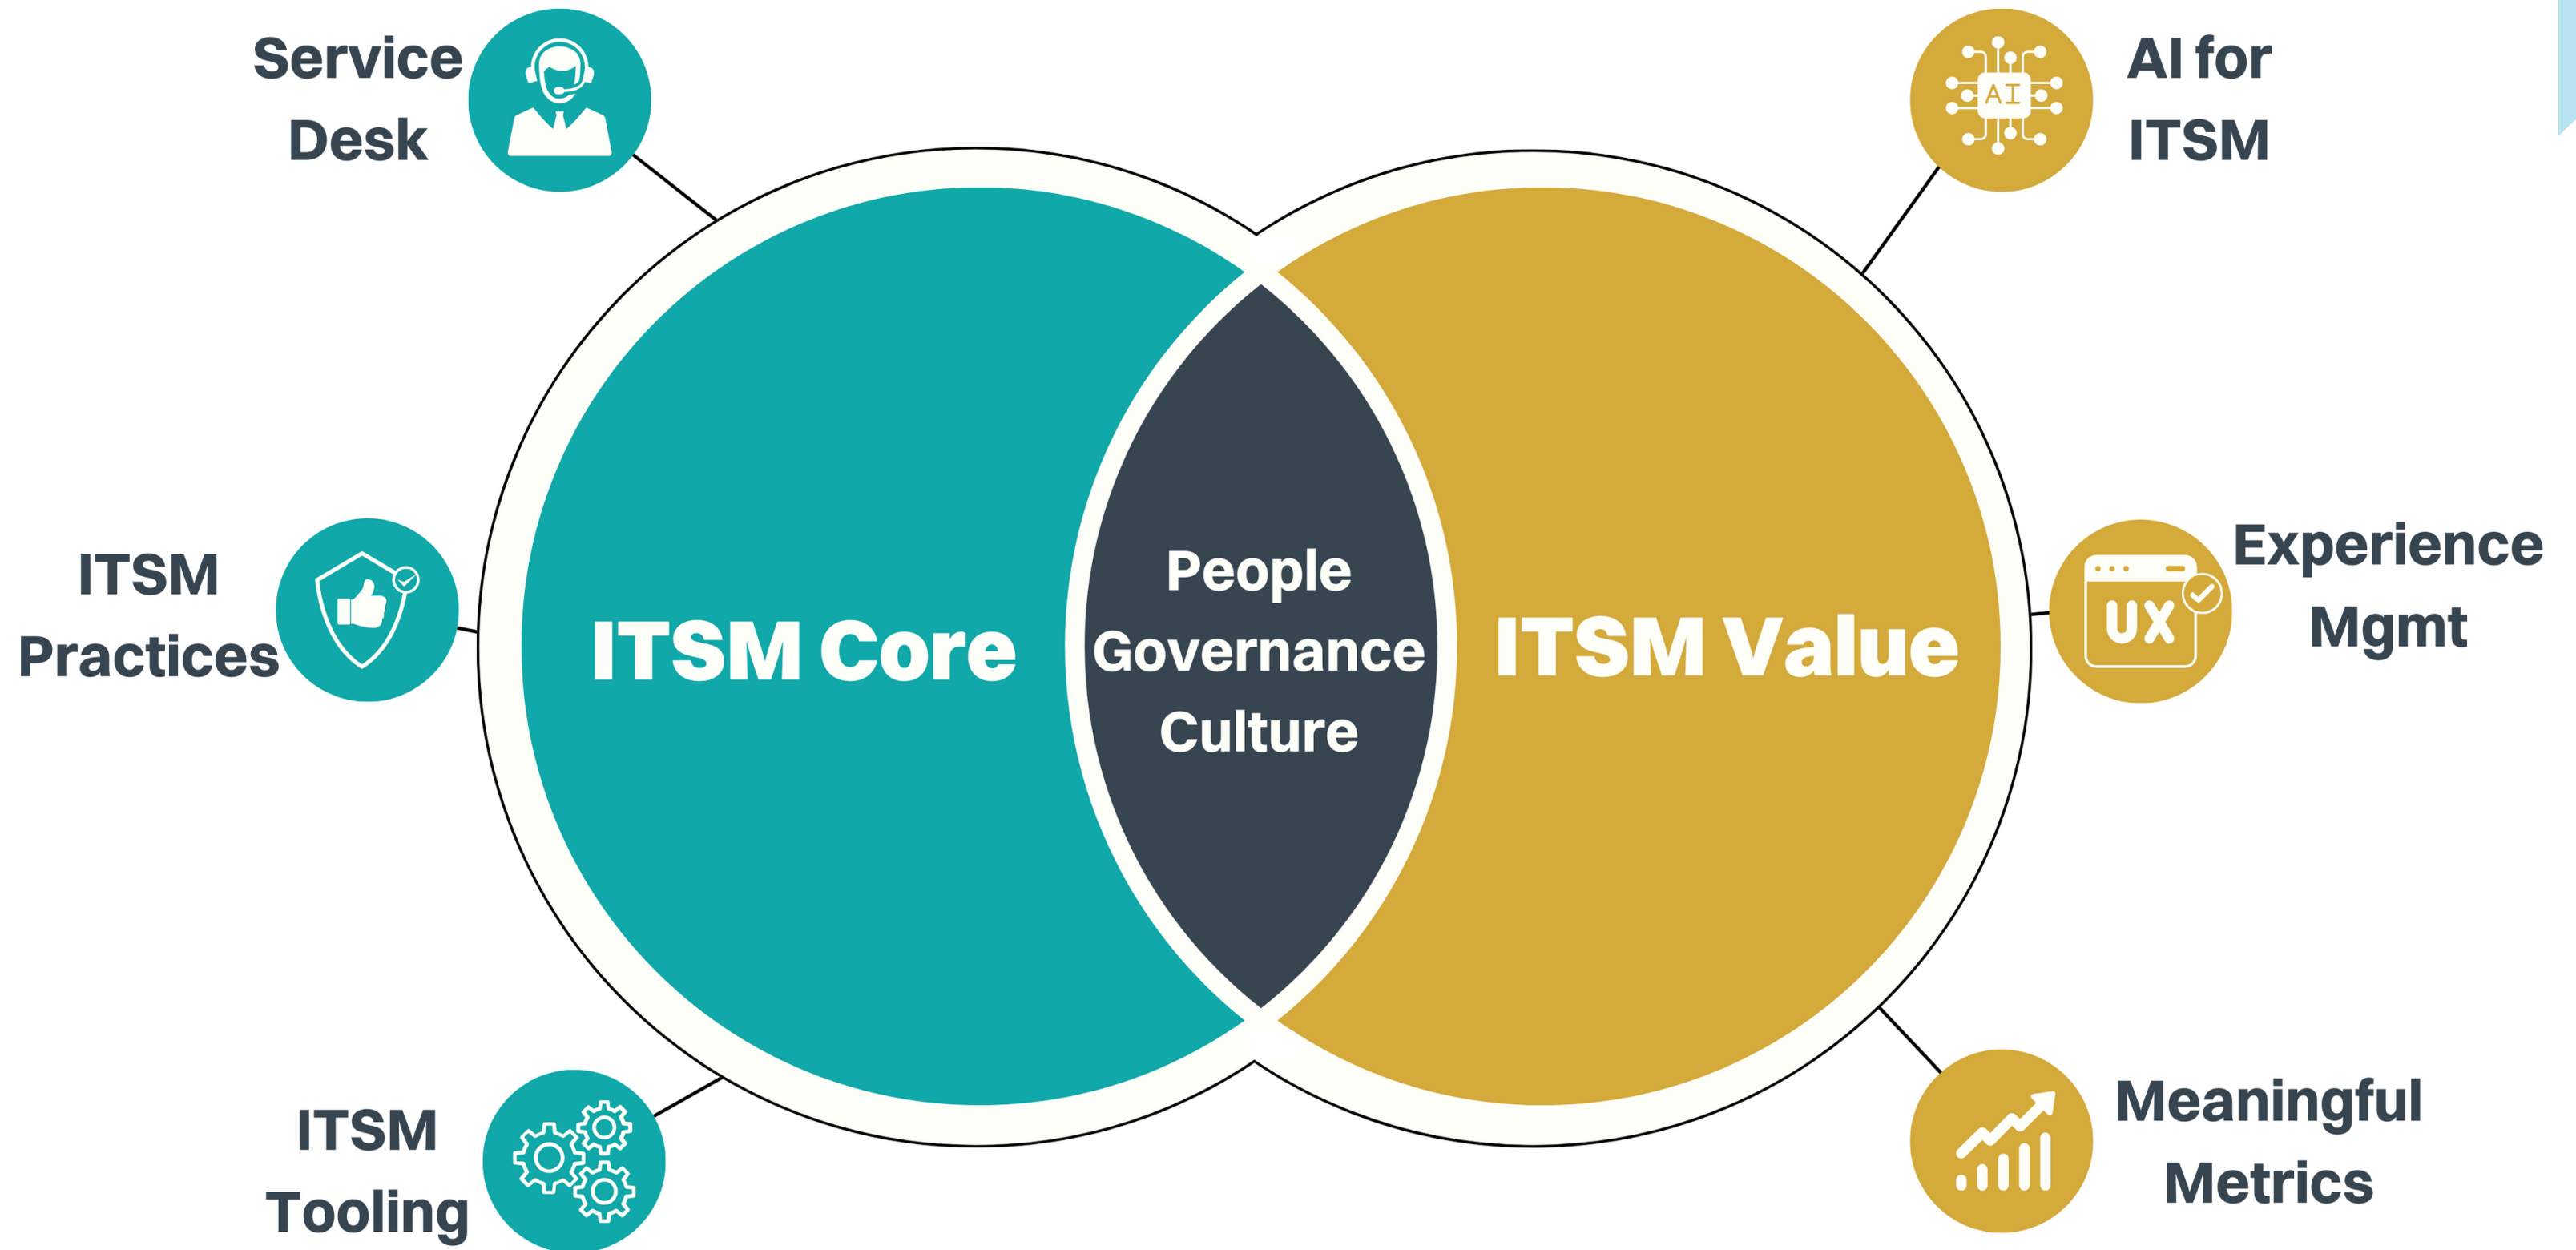 Service
Desk
ITSM
Practices
ITSM
Tooling
ITSM Core
People
Governance
Culture
ITSM Value
AI
AI for
ITSM
UX
Experience
Mgmt
Meaningful
Metrics